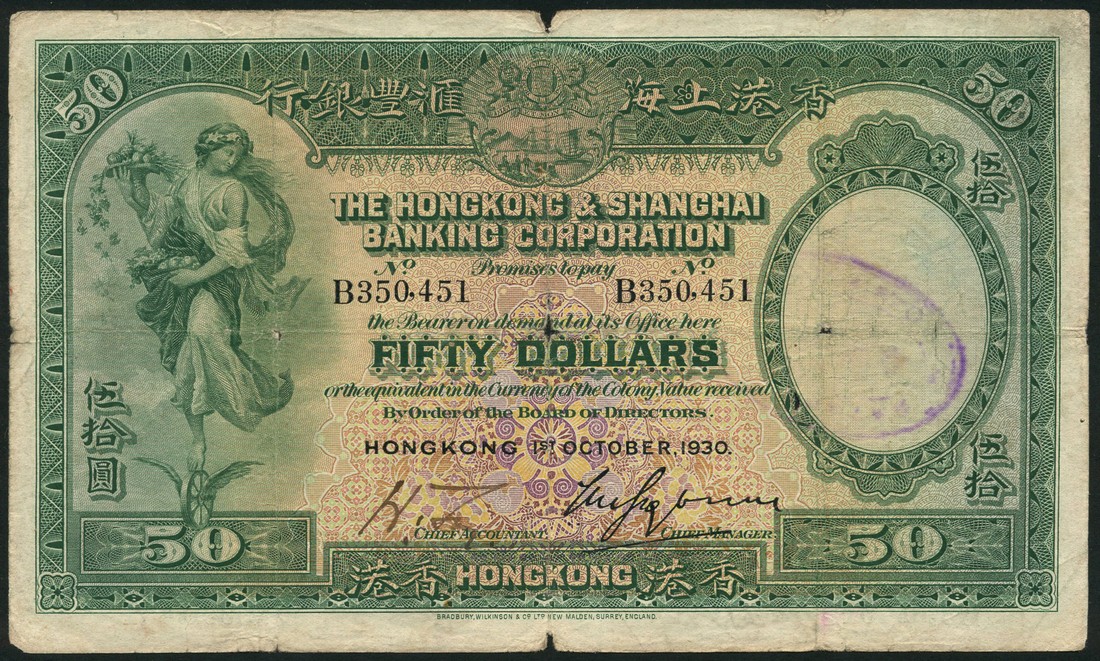 50 行銀豐滙 海上港香 50
伍拾
THE HONGKONG & SHANGHAI
BANKING CORPORATION
No Promises to pay No
B350,451 B350,451
the Bearer on demand at its Office here
FIFTY DOLLARS
or the equivalent in the Currency of the Colony, Value received
By Order of the BOARD OF DIRECTORS.
HONGKONG 1ST OCTOBER, 1930.
伍拾圓
伍拾
CHIEF ACCOUNTANT. CHIEF MANAGER.
50 50
港 HONGKONG 香港
BRADBURY, WILKINSON & Co LTD NEW MALDEN, SURREY, ENGLAND.